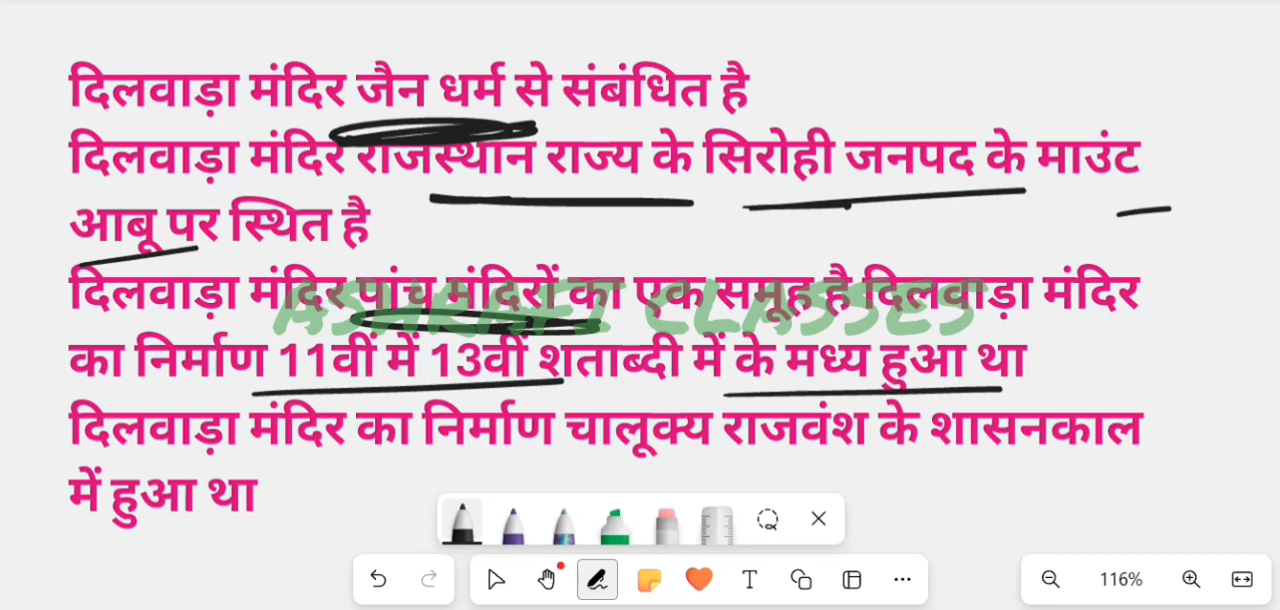 दिलवाड़ा मंदिर जैन धर्म से संबंधित है
दिलवाड़ा मंदिर राजस्थान राज्य के सिरोही जनपद के माउंट
आबू पर स्थित है
दिलवाड़ा मंदिर पांच मंदिरों का एक समूह है दिलवाड़ा मंदिर
ASHRAFI CLASSES
का निर्माण 11वीं में 13वीं शताब्दी में के मध्य हुआ था
दिलवाड़ा मंदिर का निर्माण चालूक्य राजवंश के शासनकाल
में हुआ था
116%